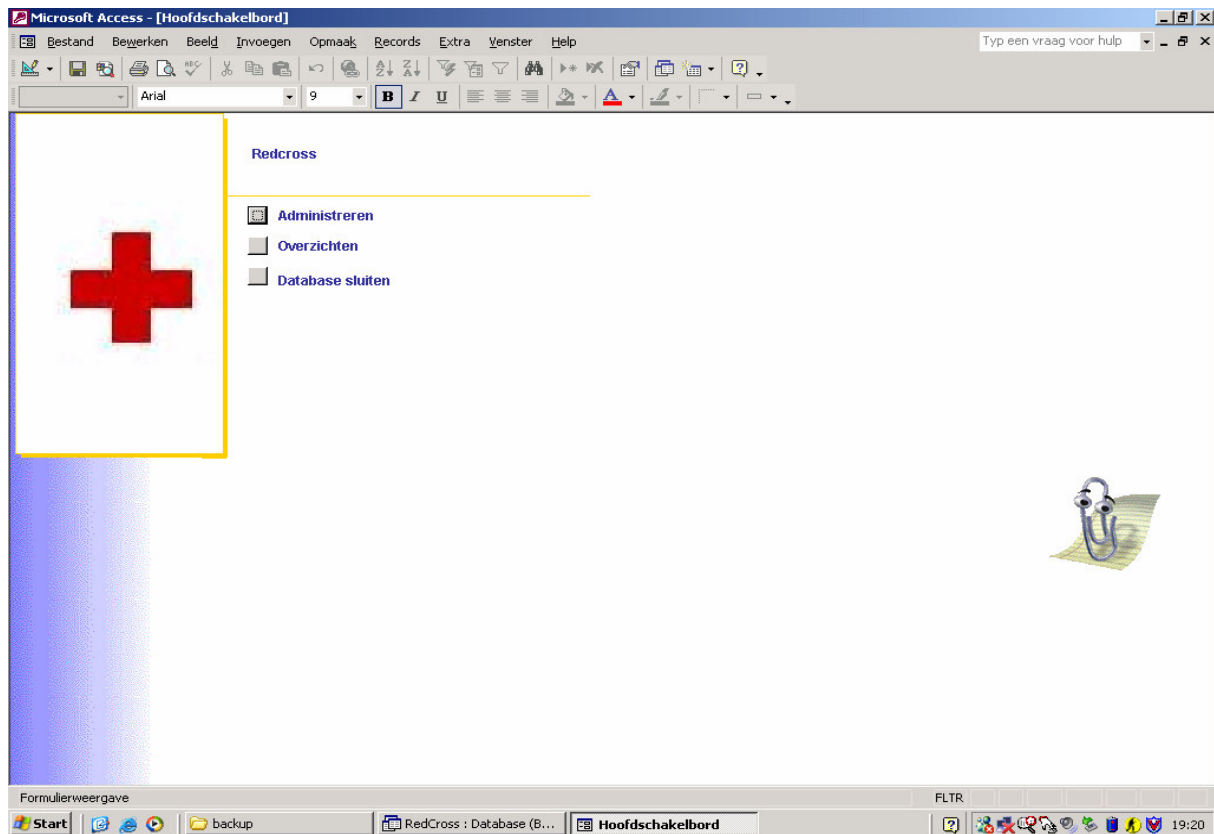 Microsoft Access - [Hoofdschakelbord]
Bestand Bewerken Beeld Invoegen Opmaak Records Extra Venster Help Typ een vraag voor hulp
Arial 9 B I U A
Redcross
Administreren
Overzichten
Database sluiten
Formulierweergave FLTR
Start backup RedCross : Database (B... Hoofdschakelbord 19:20